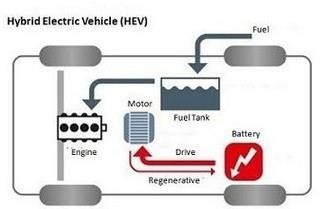 Hybrid Electric Vehicle (HEV)
Fuel
Fuel Tank
Motor
Engine
Battery
Drive
Regenerative